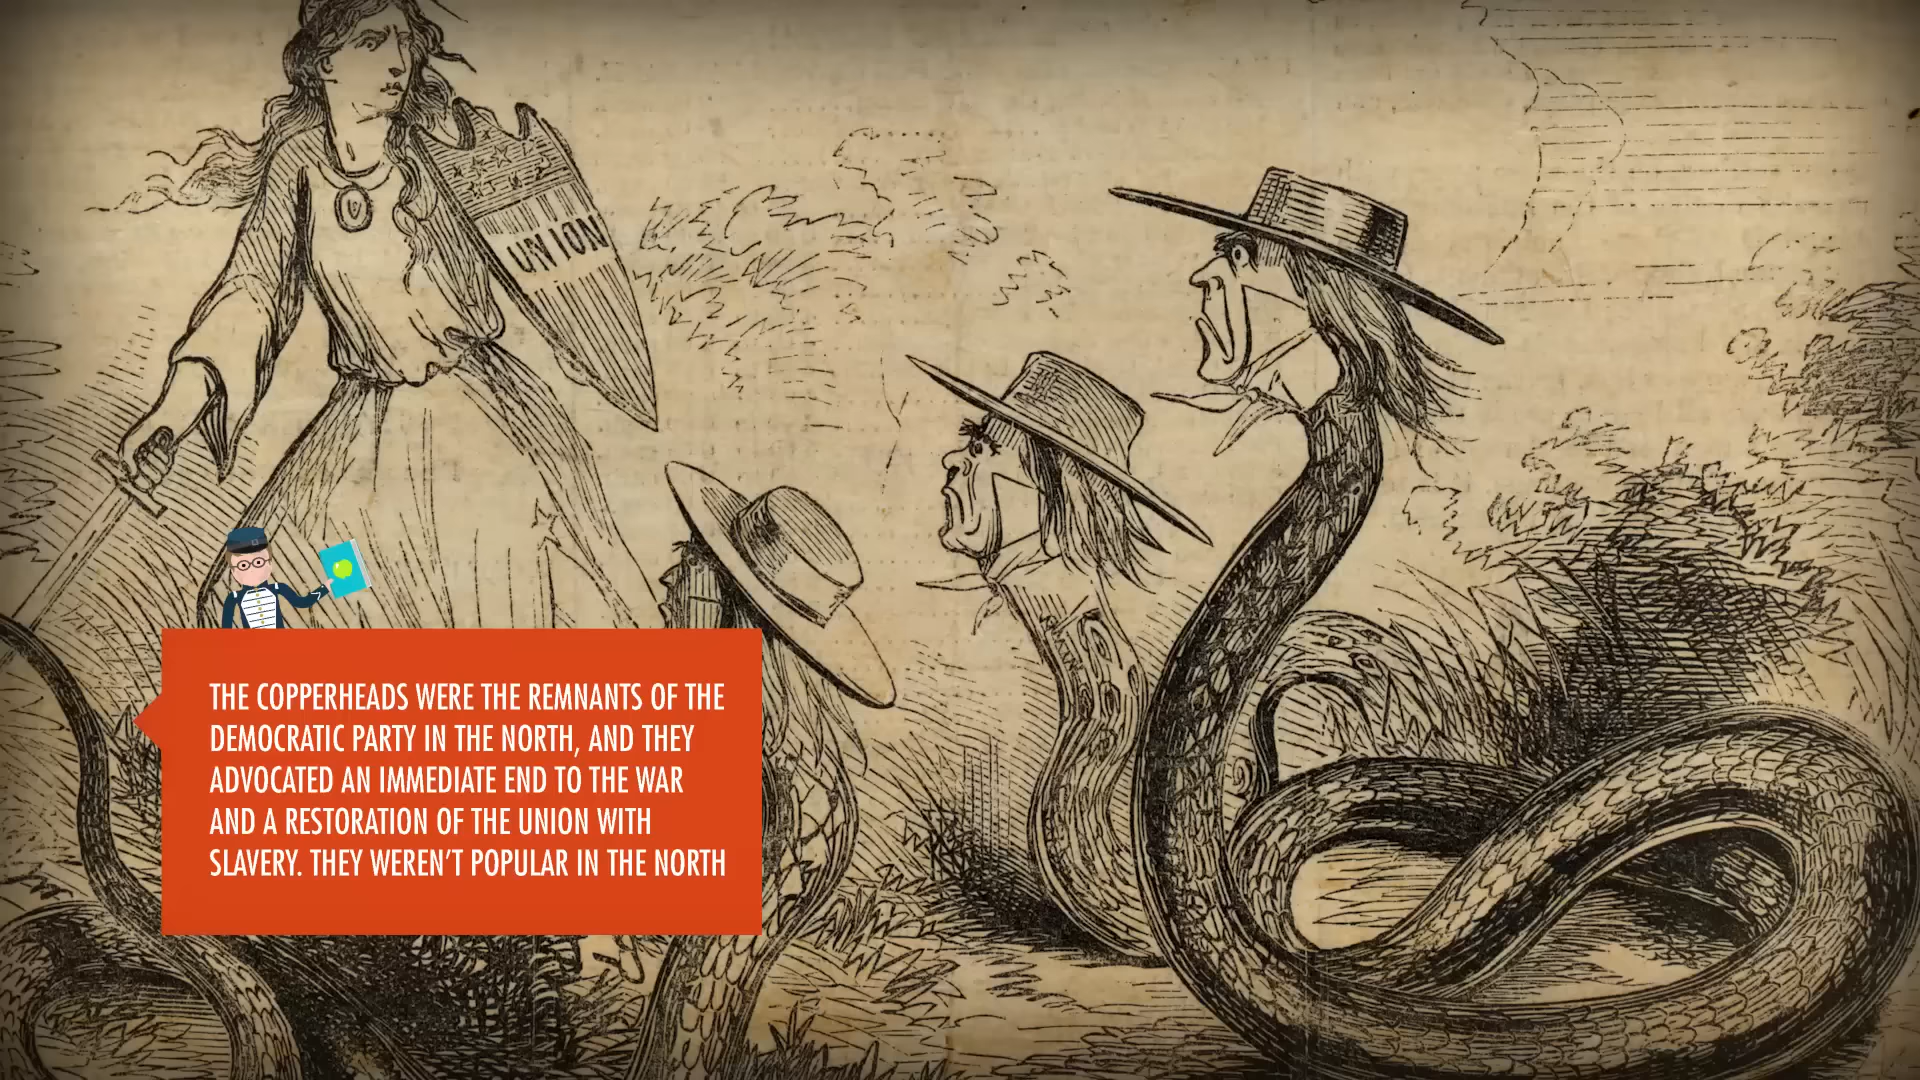 UNION
THE COPPERHEADS WERE THE REMNANTS OF THE
DEMOCRATIC PARTY IN THE NORTH, AND THEY
ADVOCATED AN IMMEDIATE END TO THE WAR
AND A RESTORATION OF THE UNION WITH
SLAVERY. THEY WEREN'T POPULAR IN THE NORTH